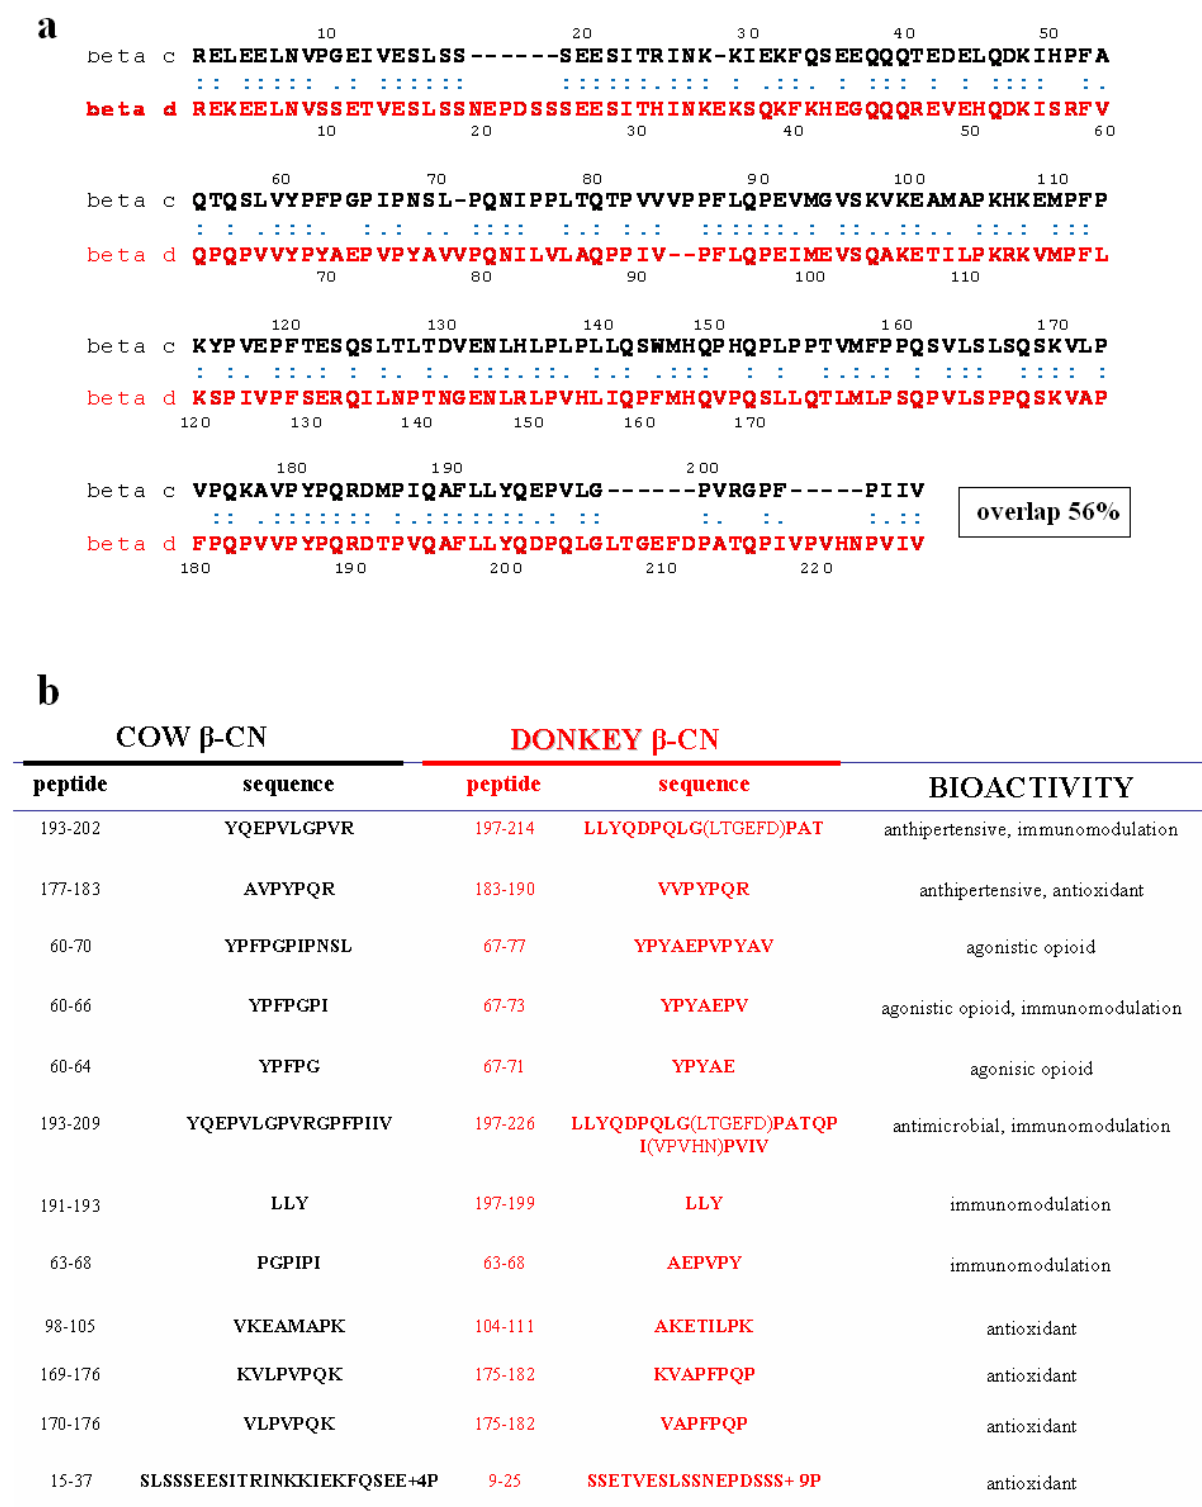 a
10 20 30 40 50
beta c RELEELNVPGEIVESLSS------SEESITRINK-KIEKFQSEEQQQTEDELQDKIHPFA
beta d REKEELNVSSETVESLSSNEPDSSSEESITHINKEKSQKFKHEGQQQREVEHQDKISRFV
10 20 30 40 50 60
60 70 80 90 100 110
beta c QTQSLVYPFPGPIPNSL-PQNIPPLTQTPVVVPPFLQPEVMGVSKVKEAMAPKHKEMPFP
beta d QPQPVVYPYAEPVPYAVVPQNILVLAQPPIV--PFLQPEIMEVSQAKETILPKRKVMPFL
70 80 90 100 110
120 130 140 150 160 170
beta c KYPVEPFTESQSLTLTDVENLHLPLPLLQSWMHQPHQPLPPTVMFPPQSVLSLSQSKVLP
beta d KSPIVPFSERQILNPTNGENLRLPVHLIQPFMHQVPQSLLQTLMLPSQPVLSPPQSKVAP
120 130 140 150 160 170
180 190 200
beta c VPQKAVPYPQRDMPIQAFLLYQEPVLG------PVRGPF-----PIIV
overlap 56%
beta d FPQPVVPYPQRDTPVQAFLLYQDPQLGLTGEFDPATQPIVPVHNPVIV
180 190 200 210 220
b
COW β-CN DONKEY β-CN
peptide sequence peptide sequence BIOACTIVITY
193-202 YQEPVLGPVR 197-214 LLYQDPQLG(LTGEFD)PAT anthipertensive, immunomodulation
177-183 AVPYPQR 183-190 VVPYPQR anthipertensive, antioxidant
60-70 YPFPGPIPNSL 67-77 YPYAEPVPYAV agonistic opioid
60-66 YPFPGPI 67-73 YPYAEPV agonistic opioid, immunomodulation
60-64 YPFPG 67-71 YPYAE agonisic opioid
193-209 YQEPVLGPVRGPFPIIV 197-226 LLYQDPQLG(LTGEFD)PATQP antimicrobial, immunomodulation
I(VPVHN)PVIV
191-193 LLY 197-199 LLY immunomodulation
63-68 PGPIPI 63-68 AEPVPY immunomodulation
98-105 VKEAMAPK 104-111 AKETILPK antioxidant
169-176 KVLPVPQK 175-182 KVAPFPQP antioxidant
170-176 VLPVPQK 175-182 VAPFPQP antioxidant
15-37 SLSSSEESITRINKKIEKFQSEE+4P 9-25 SSETVESLSSNEPDSSS+ 9P antioxidant